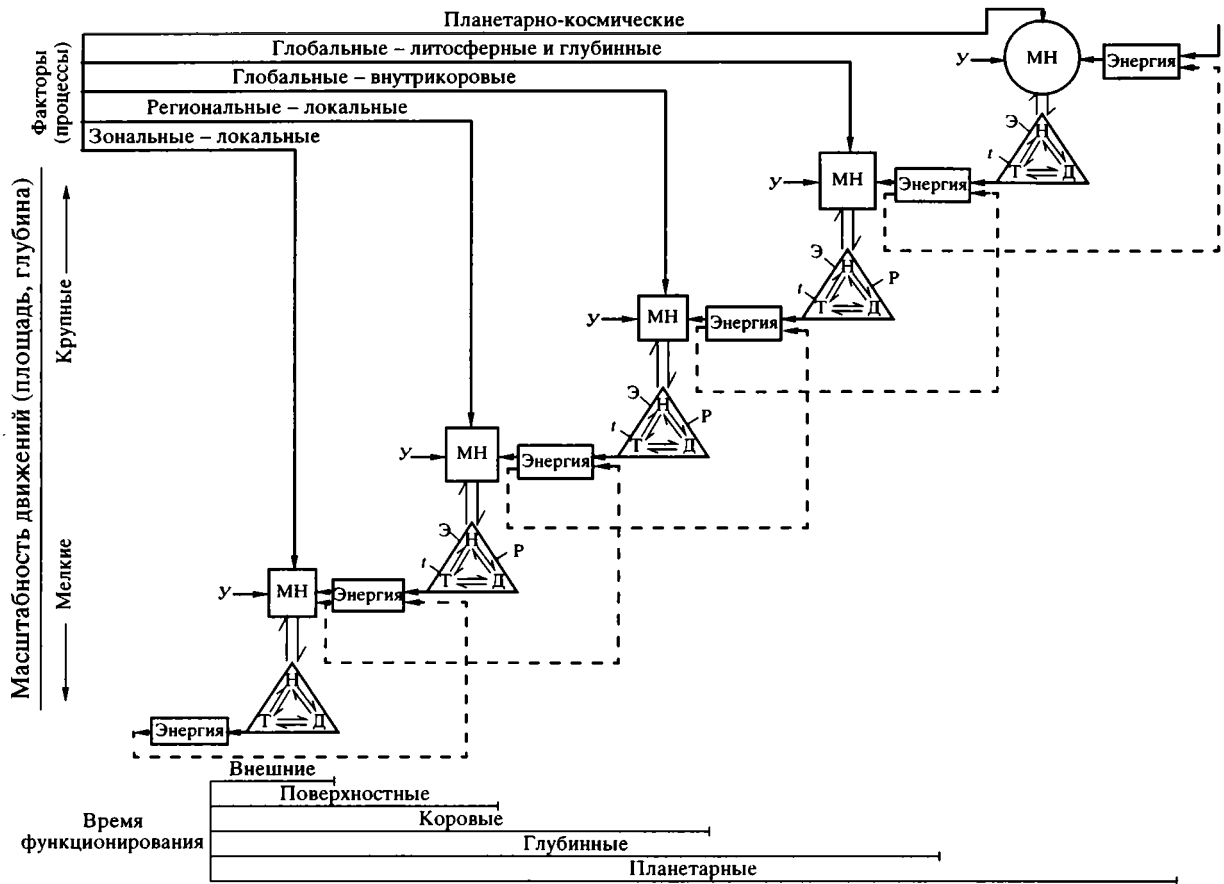 Планетарно-космические
Глобальные – литосферные и глубинные
Глобальные – внутрикоровые
Региональные – локальные
Зональные – локальные
Факторы
(процессы)
У
МН
Энергия
Э
Н
t
Т
Д
У
МН
Энергия
Э
Н
Р
t
Т
Д
У
МН
Энергия
Э
Н
Р
t
Т
Д
У
МН
Энергия
Э
Н
Р
t
Т
Д
У
МН
Энергия
Н
Т
Д
Энергия
Масштабность движений (площадь, глубина)
Крупные
Мелкие
Время
функционирования
Внешние
Поверхностные
Коровые
Глубинные
Планетарные